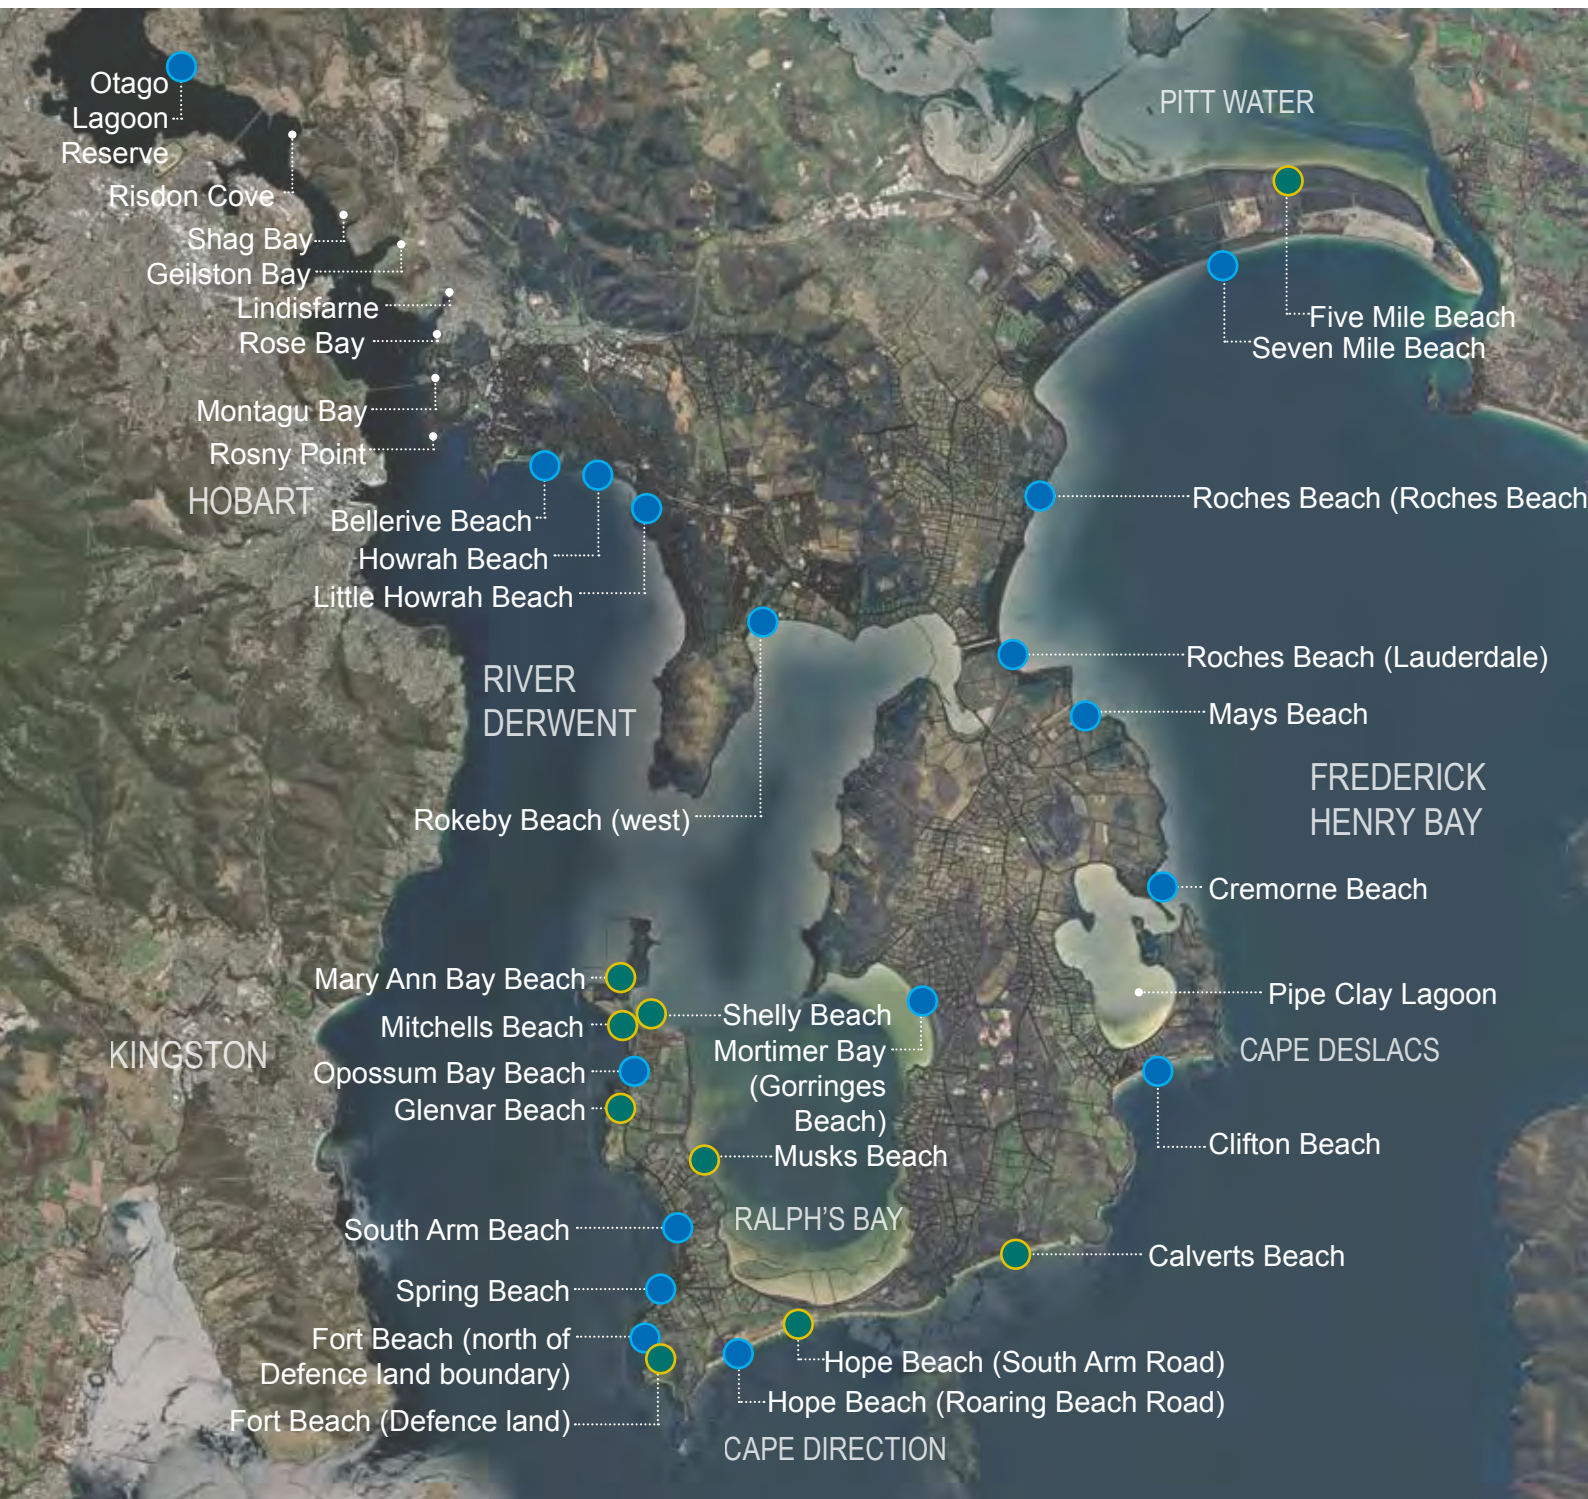 Otago
Lagoon
Reserve
PITT WATER
Risdon Cove
Shag Bay
Geilston Bay
Lindisfarne
Rose Bay
Five Mile Beach
Seven Mile Beach
Montagu Bay
Rosny Point
HOBART
Roches Beach (Roches Beach
Bellerive Beach
Howrah Beach
Little Howrah Beach
RIVER
DERWENT
Roches Beach (Lauderdale)
Mays Beach
FREDERICK
HENRY BAY
Rokeby Beach (west)
Cremorne Beach
Mary Ann Bay Beach
Mitchells Beach
Shelly Beach
Mortimer Bay
(Gorringes
Beach)
Pipe Clay Lagoon
KINGSTON
CAPE DESLACS
Opossum Bay Beach
Glenvar Beach
Musks Beach
Clifton Beach
RALPH'S BAY
South Arm Beach
Calverts Beach
Spring Beach
Fort Beach (north of
Defence land boundary)
Hope Beach (South Arm Road)
Hope Beach (Roaring Beach Road)
Fort Beach (Defence land)
CAPE DIRECTION